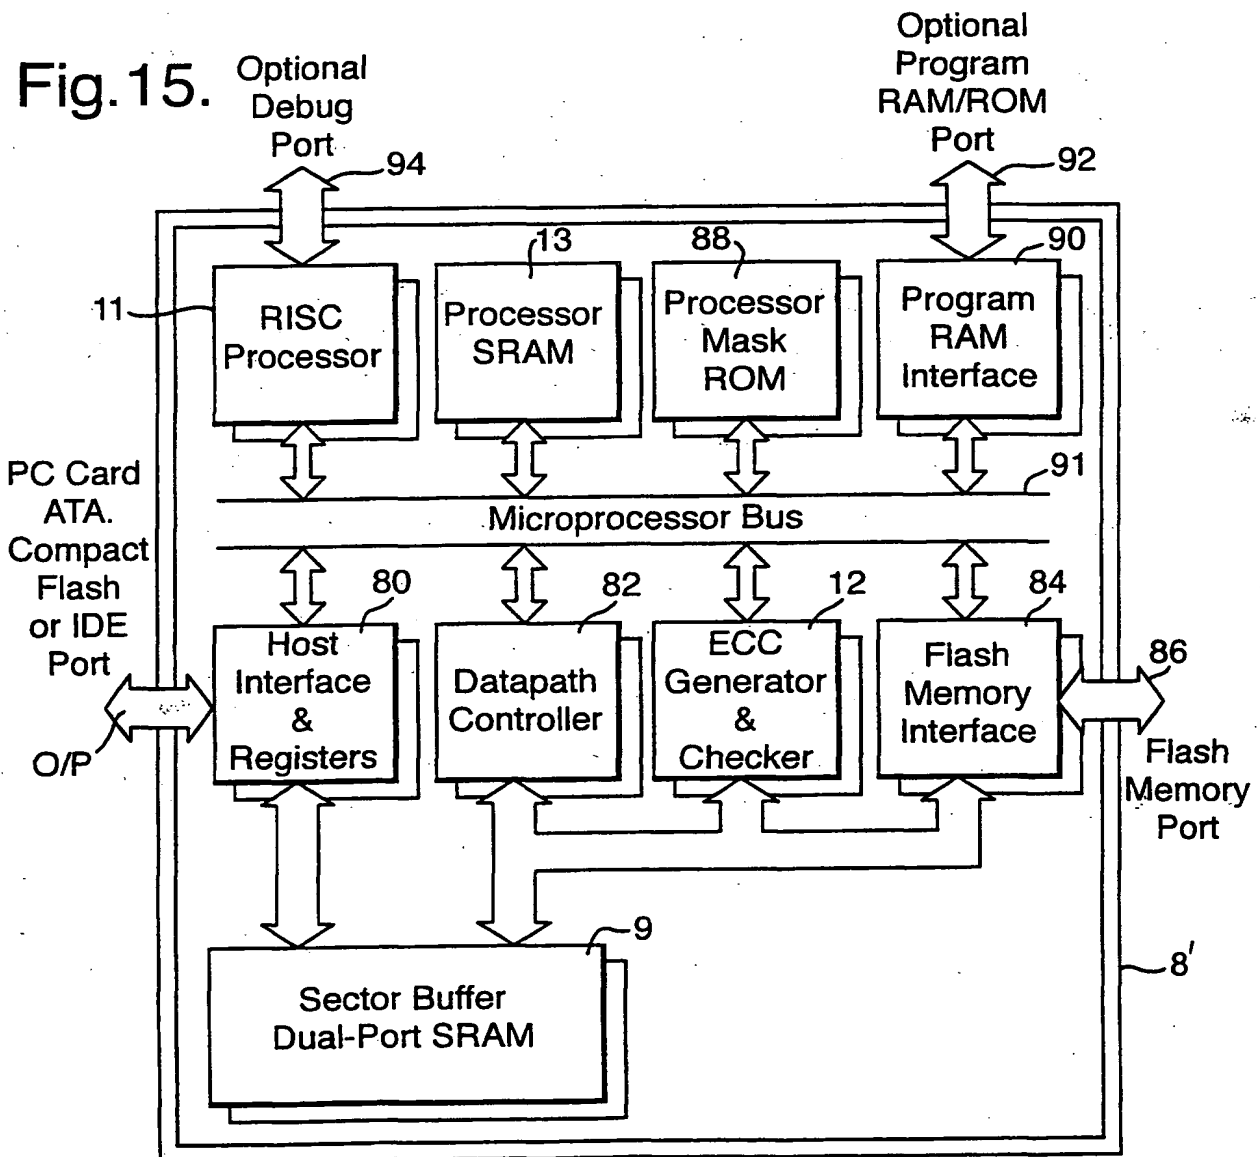 Fig.15.
Optional
Debug
Port
94
Optional
Program
RAM/ROM
Port
92
11
RISC
Processor
13
Processor
SRAM
88
Processor
Mask
ROM
90
Program
RAM
Interface
91
Microprocessor Bus
PC Card
ATA.
Compact
Flash
or IDE
Port
O/P
80
Host
Interface
&
Registers
82
Datapath
Controller
12
ECC
Generator
&
Checker
84
Flash
Memory
Interface
86
Flash
Memory
Port
9
Sector Buffer
Dual-Port SRAM
8'